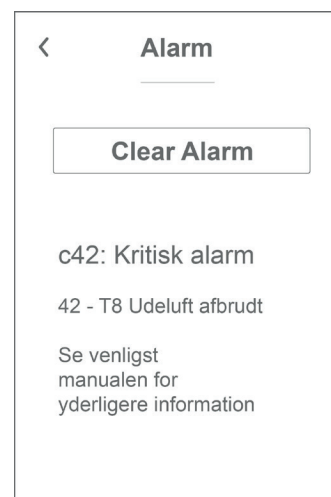 Alarm
Clear Alarm
c42: Kritisk alarm
42 - T8 Udeluft afbrudt
Se venligst
manualen for
yderligere information